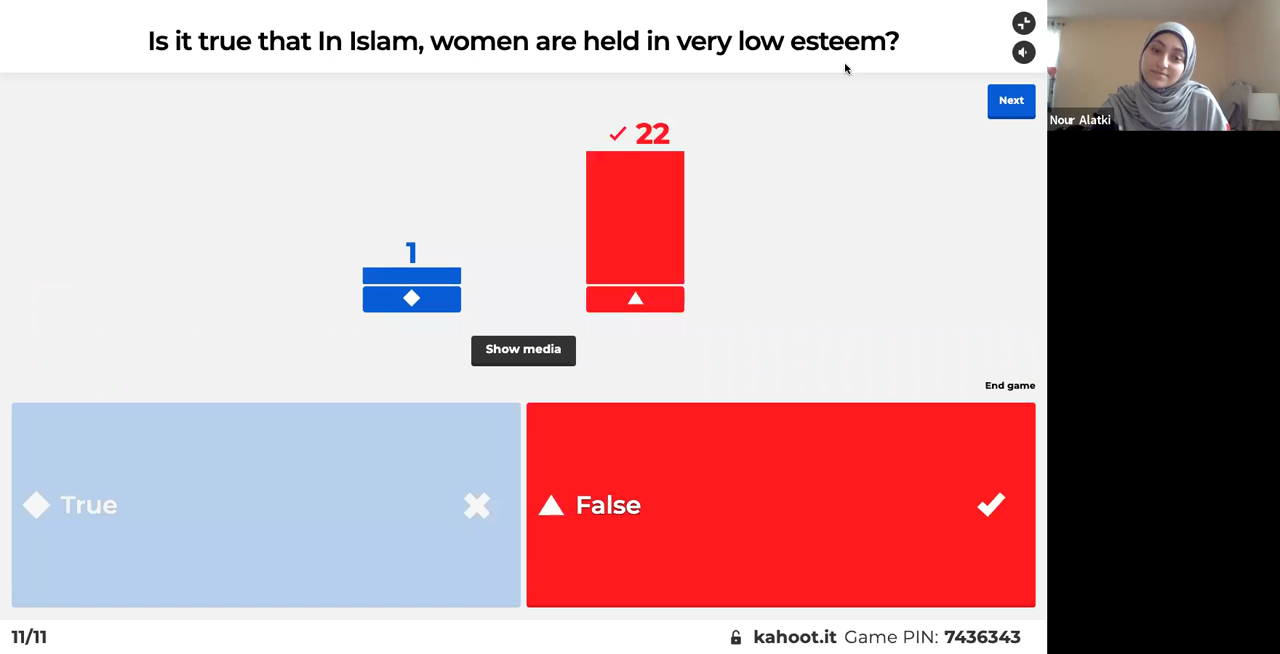 Is it true that In Islam, women are held in very low esteem?
Next
Nour Alatki
22
1
Show media
End game
True
False
11/11
kahoot.it Game PIN: 7436343